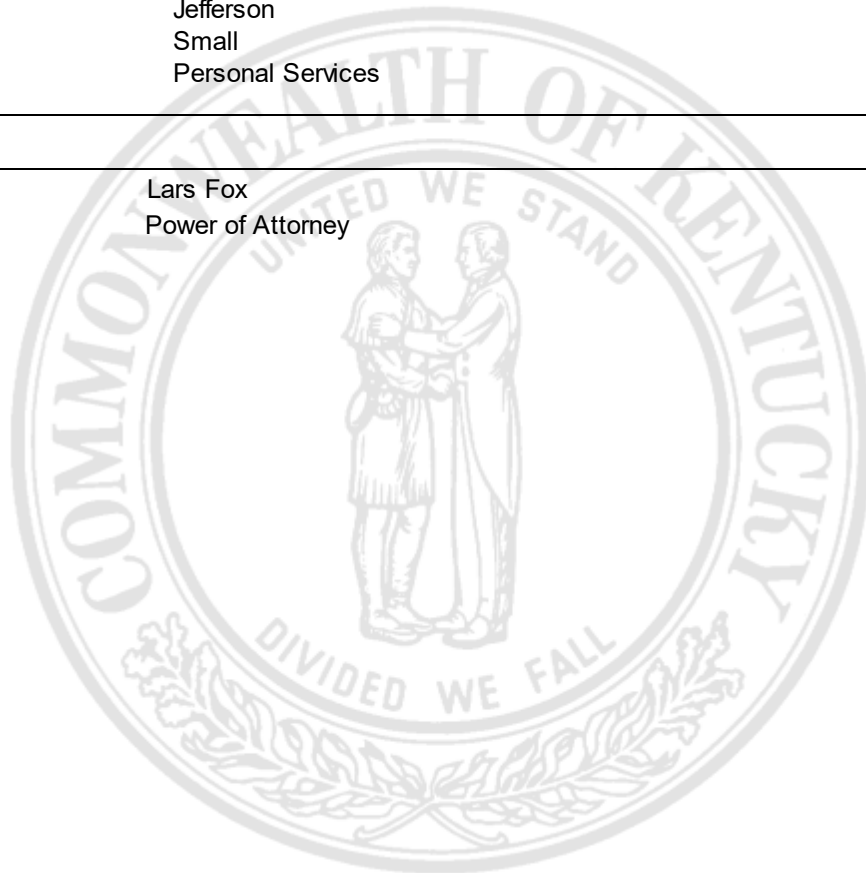 Jefferson
Small
Personal Services
COMMONWEALTH OF KENTUCKY
Lars Fox
UNITED WE STAND
Power of Attorney
DIVIDED WE FALL